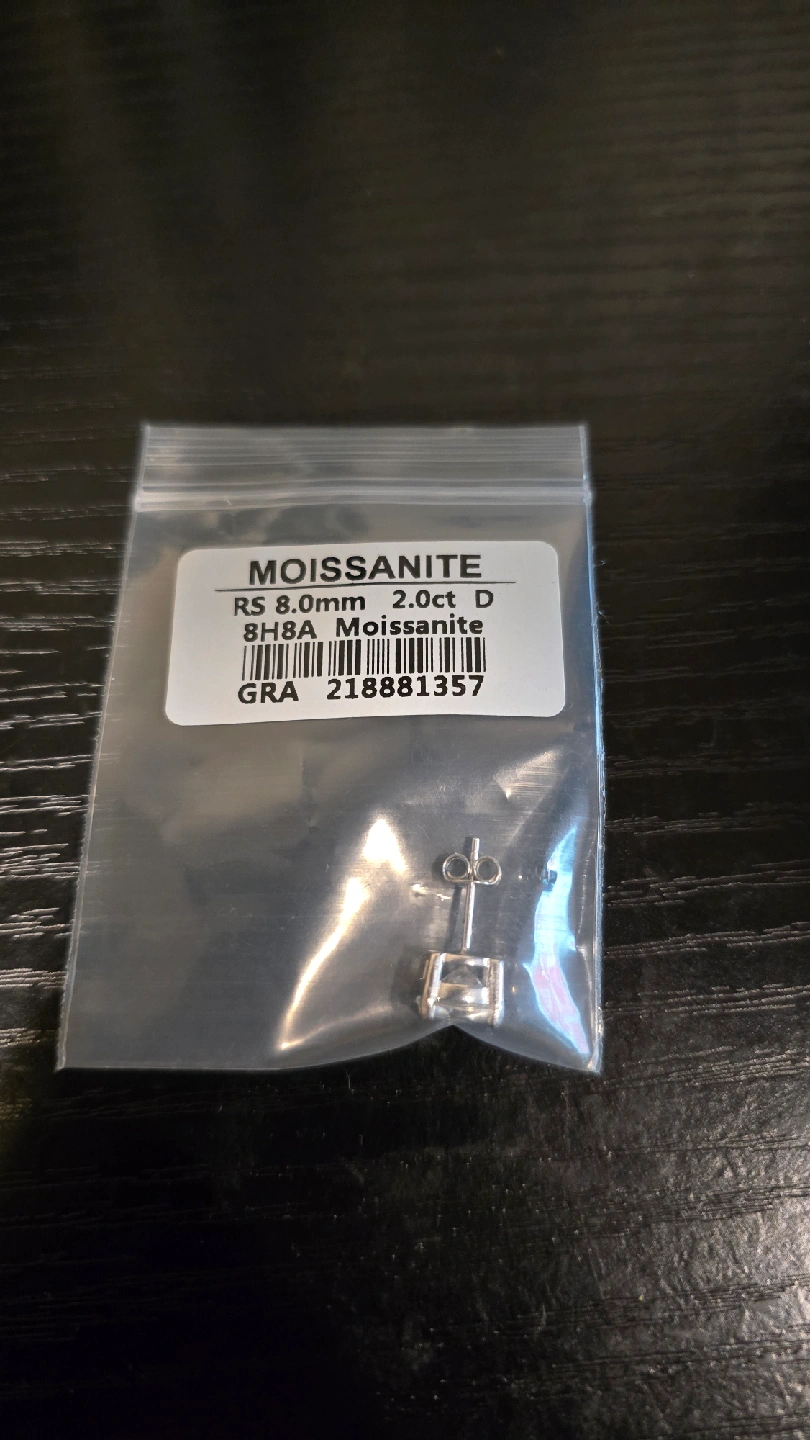 MOISSANITE
RS 8.0mm 2.0ct D
8H8A Moissanite
GRA 218881357